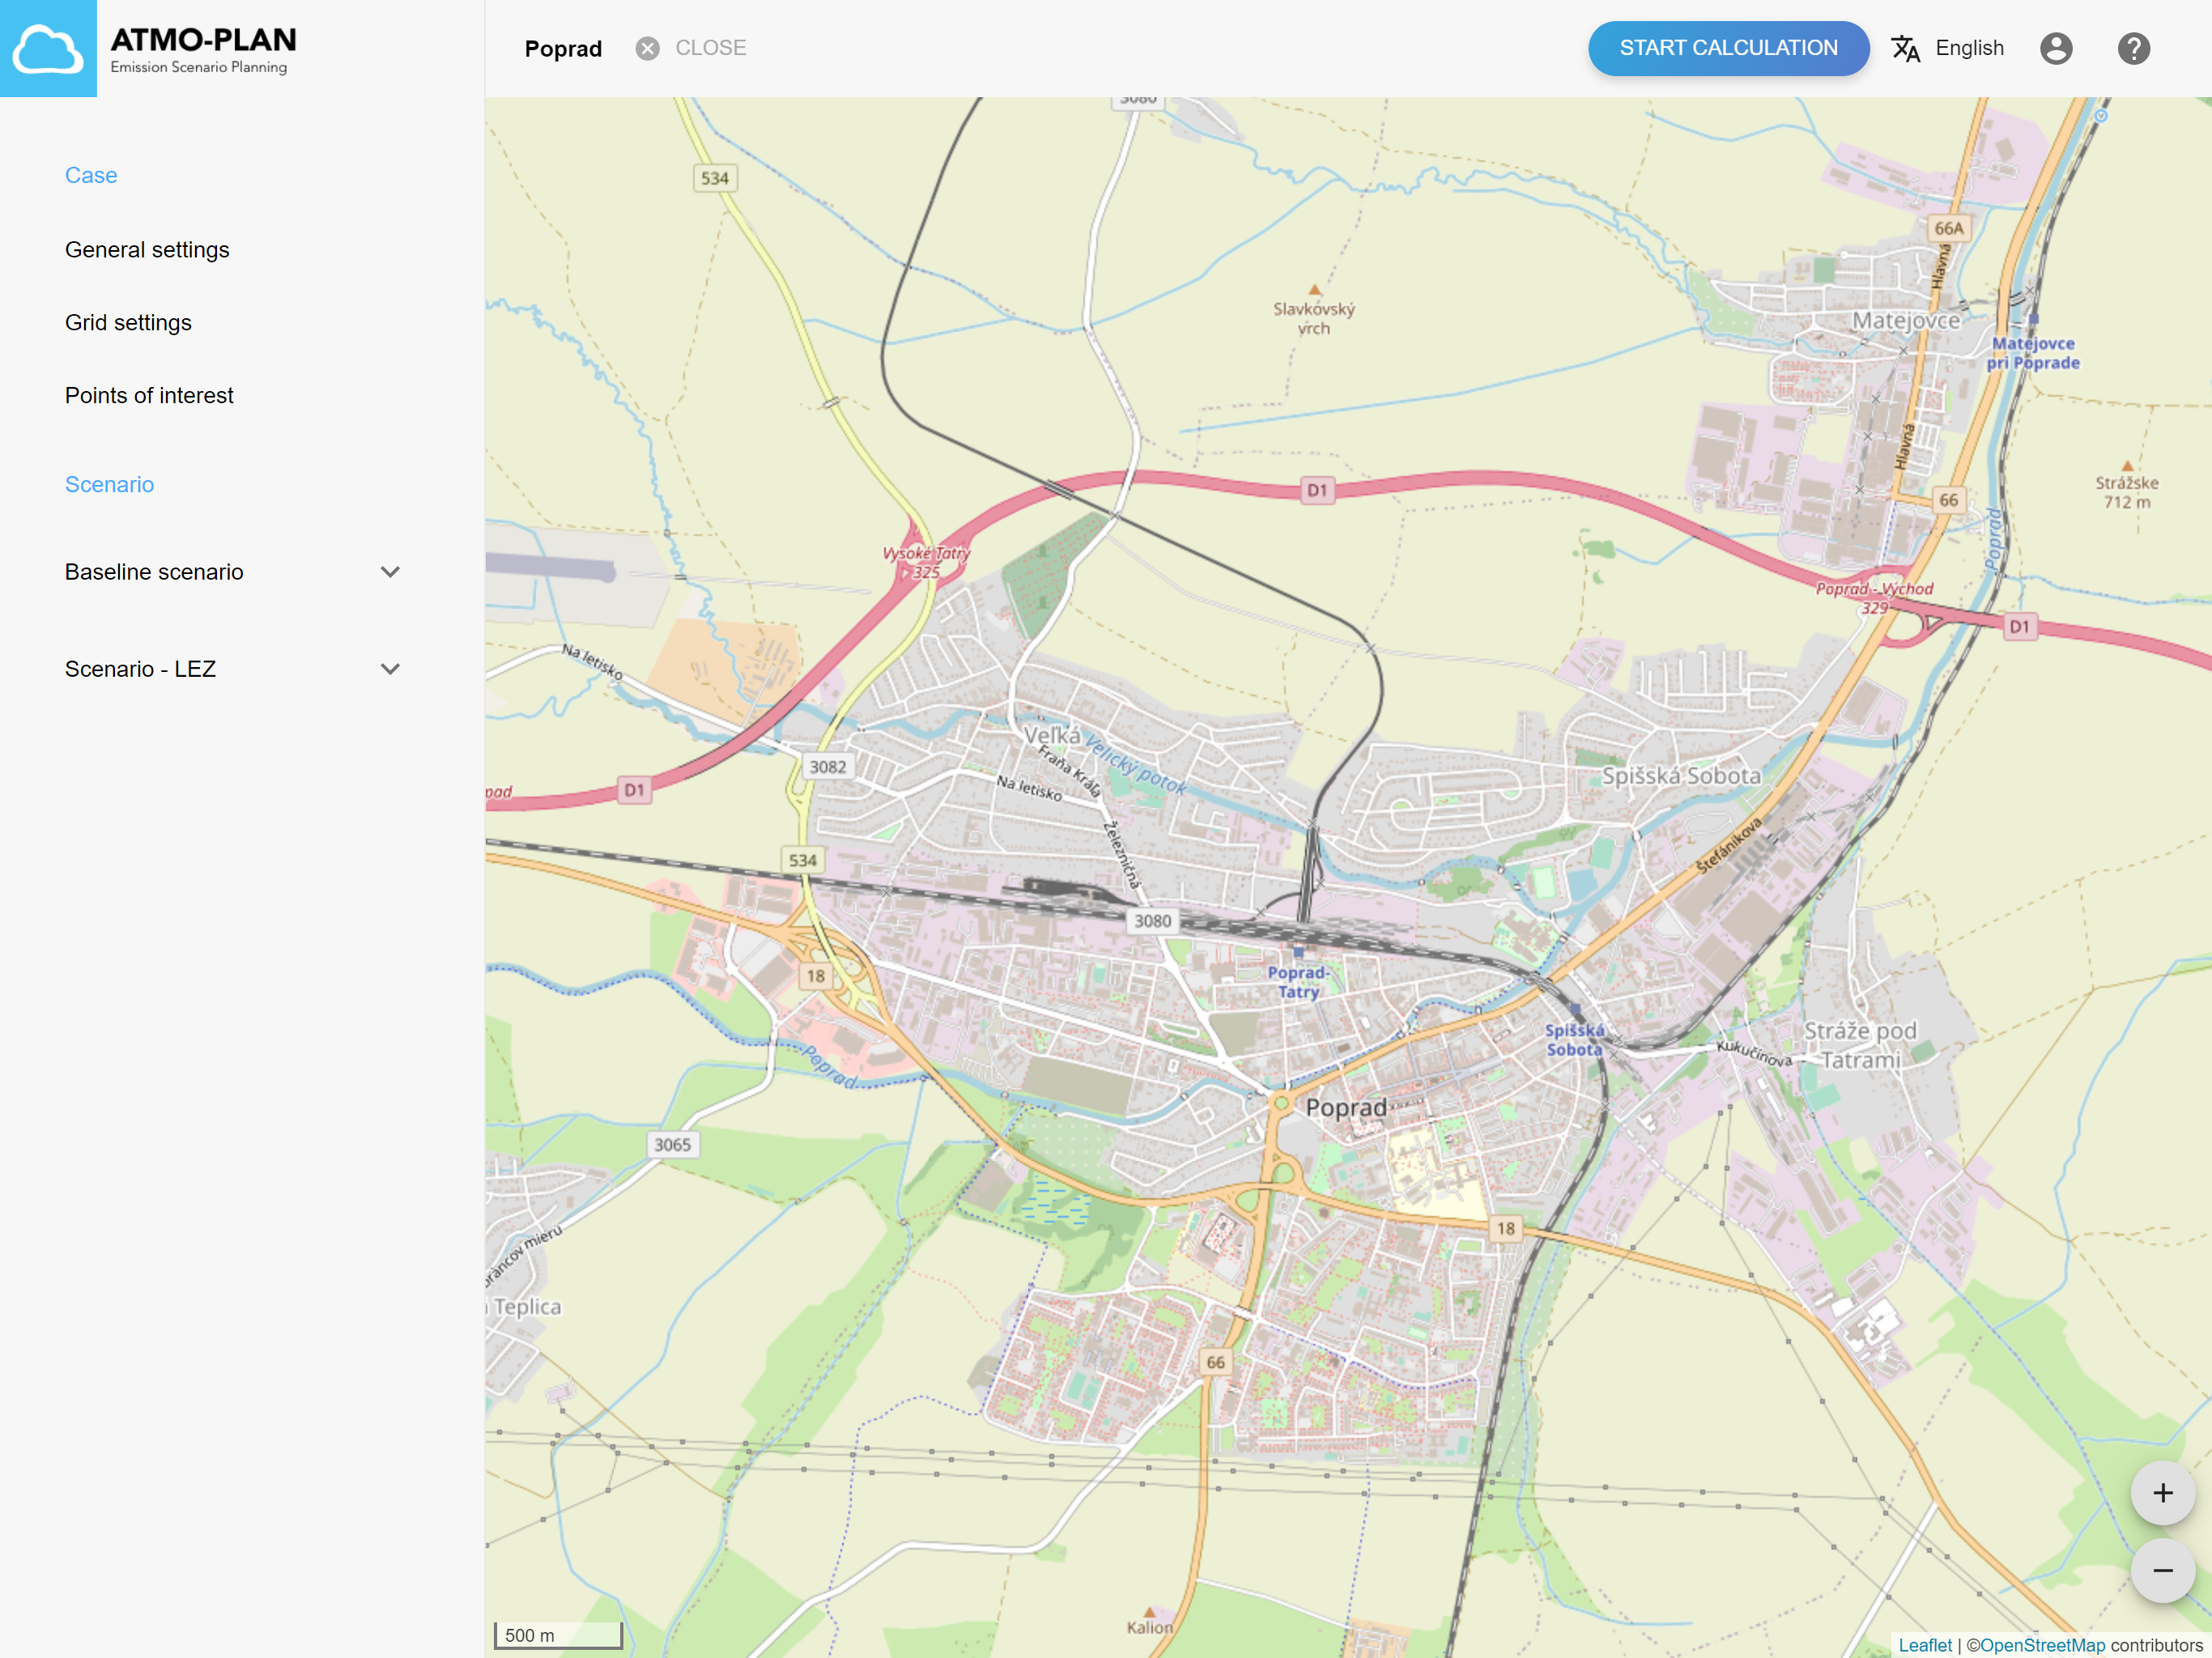 ATMO-PLAN
Emission Scenario Planning
Poprad
CLOSE
START CALCULATION
English
Case
General settings
Grid settings
Points of interest
Scenario
Baseline scenario
Scenario - LEZ
3080
534
66A
Hlavná
Slavkovský
vrch
Matejovce
Matejovce
pri Poprade
Hlavná
D1
66
Strážske
712 m
Poprad
Vysoké Tatry
325
Poprad - Východ
329
D1
Na letisko
Veľká
Velický potok
Fraňa Kráľa
3082
Na letisko
Spišská Sobota
D1
pad
Železničná
Štefánikova
534
3080
18
Poprad-
Tatry
Spišská
Sobota
Stráže pod
Tatrami
Kukučínova
Poprad
Poprad
3065
18
Teplica
66
Kalion
500 m
+
−
Leaflet | ©OpenStreetMap contributors